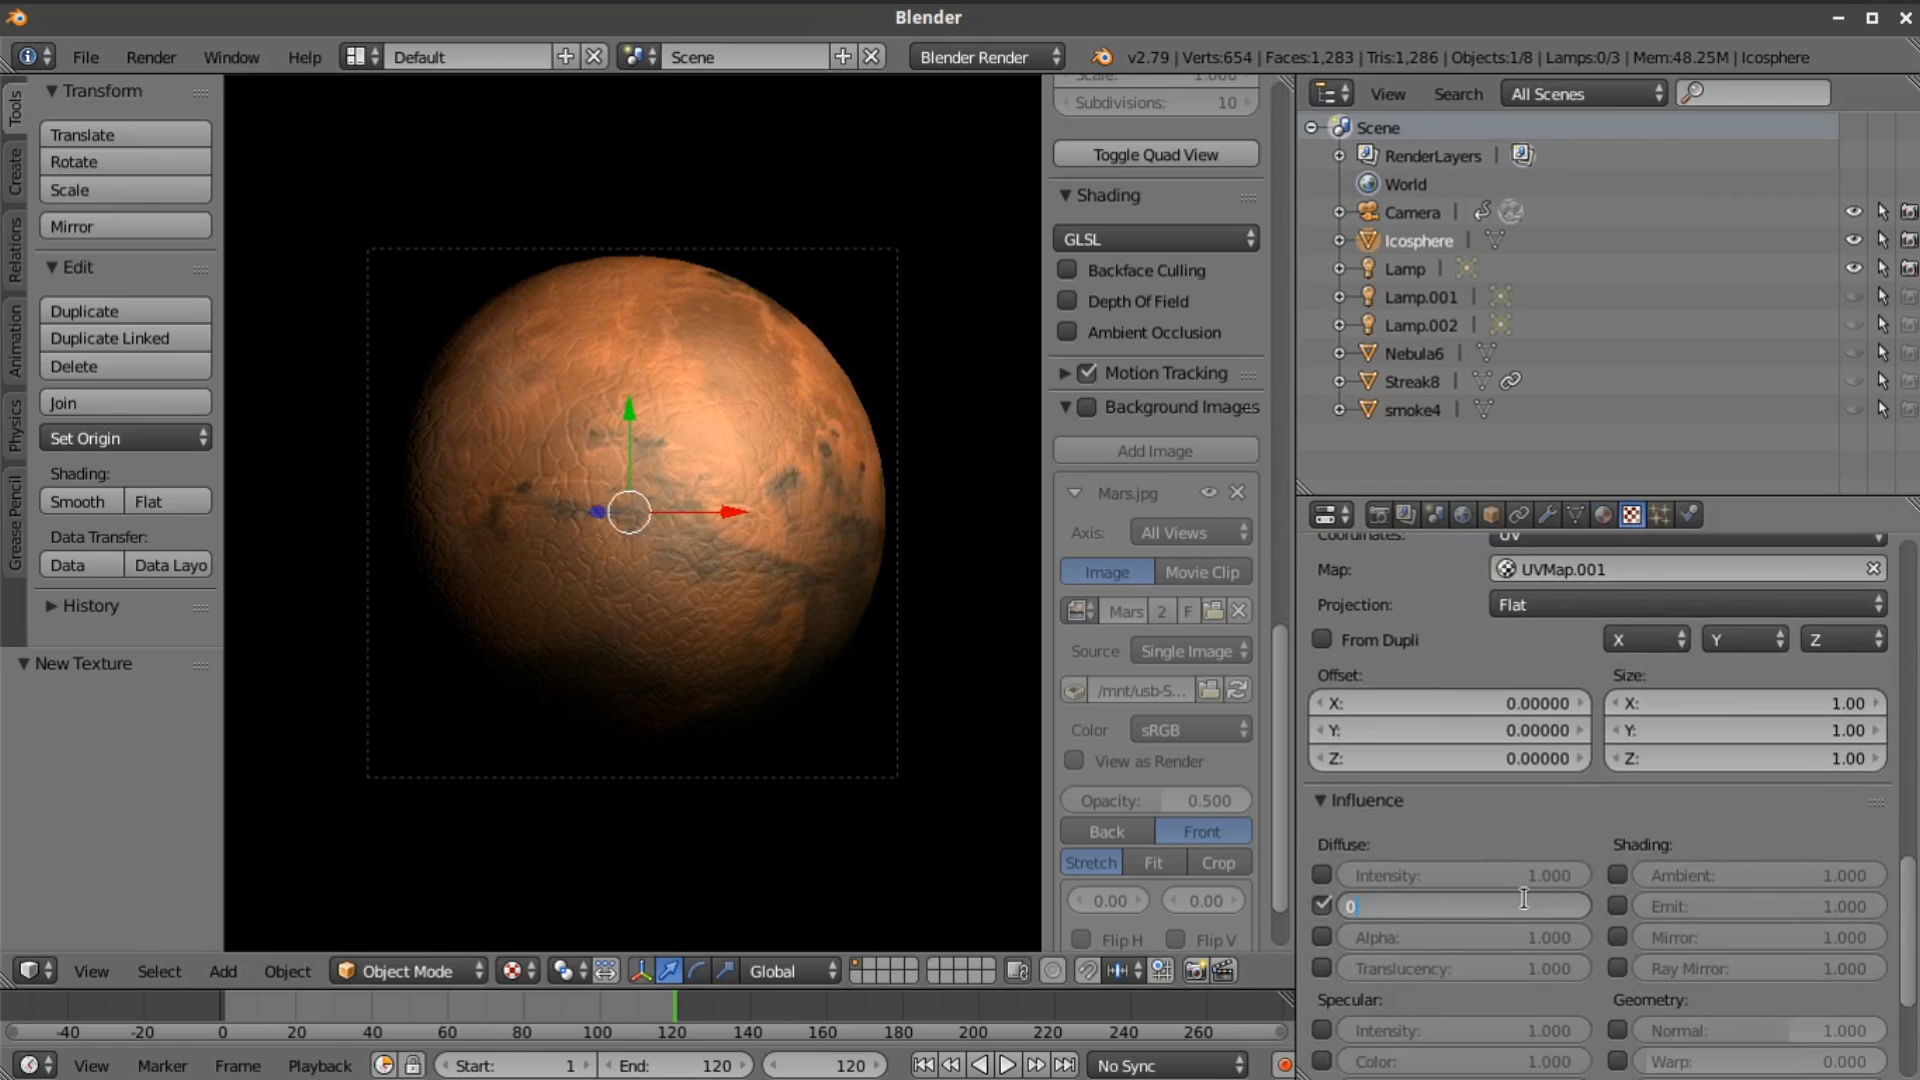 Blender
File Render Window Help Default Scene Blender Render v2.79 | Verts:654 | Faces:1,283 | Tris:1,286 | Objects:1/8 | Lamps:0/3 | Mem:48.25M | Icosphere
Tools
Create
Relations
Animation
Physics
Grease Pencil
Transform
Translate
Rotate
Scale
Mirror
Edit
Duplicate
Duplicate Linked
Delete
Join
Set Origin
Shading:
Smooth Flat
Data Transfer:
Data Data Layo
History
New Texture
Scale: 1.000
Subdivisions: 10
Toggle Quad View
Shading
GLSL
Backface Culling
Depth Of Field
Ambient Occlusion
Motion Tracking
Background Images
Add Image
Mars.jpg
Axis: All Views
Image Movie Clip
Mars 2 F
Source Single Image
/mnt/usb-S...
Color sRGB
View as Render
Opacity: 0.500
Back Front
Stretch Fit Crop
0.00 0.00
Flip H Flip V
View Search All Scenes
Scene
RenderLayers |
World
Camera |
Icosphere |
Lamp |
Lamp.001
Lamp.002
Nebula6
Streak8
smoke4
Coordinates: UV
Map: UVMap.001
Projection: Flat
From Dupli X Y Z
Offset: Size:
X: 0.00000 X: 1.00
Y: 0.00000 Y: 1.00
Z: 0.00000 Z: 1.00
Influence
Diffuse: Shading:
Intensity: 1.000 Ambient: 1.000
0 Emit: 1.000
Alpha: 1.000 Mirror: 1.000
Translucency: 1.000 Ray Mirror: 1.000
Specular: Geometry:
Intensity: 1.000 Normal: 1.000
Color: 1.000 Warp: 0.000
View Select Add Object Object Mode Global
-40 -20 0 20 40 60 80 100 120 140 160 180 200 220 240 260
View Marker Frame Playback Start: 1 End: 120 120 No Sync